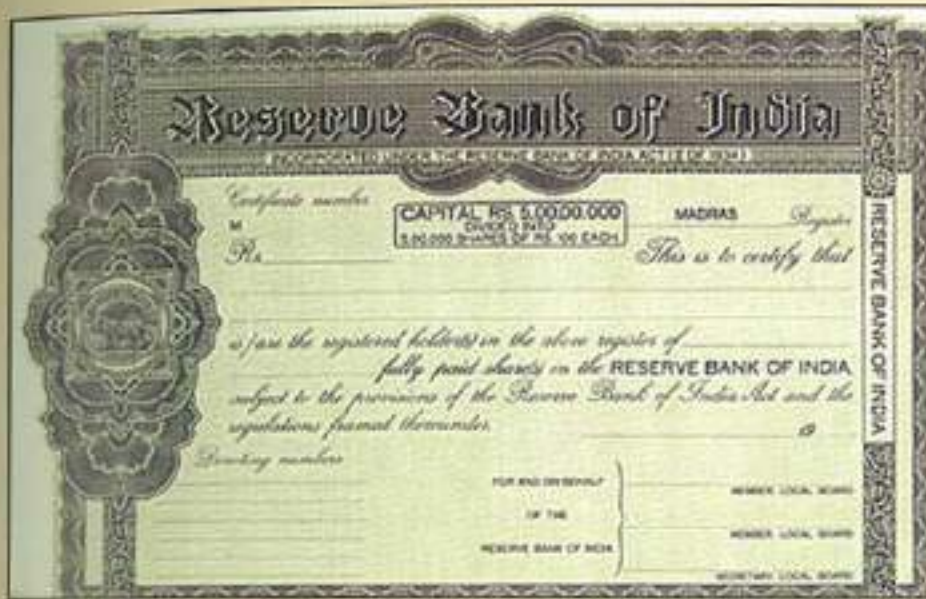 Reserve Bank of India
INCORPORATED UNDER THE RESERVE BANK OF INDIA ACT (2 OF 1934)
Certificate number
M
CAPITAL RS. 5,00,00,000
DIVIDED INTO
5,00,000 SHARES OF RS. 100 EACH.
MADRAS Register
Rs.
This is to certify that
is/are the registered holder(s) in the above register of
fully paid share(s) in the RESERVE BANK OF INDIA
subject to the provisions of the Reserve Bank of India Act and the
regulations framed thereunder.
19
Denoting numbers
FOR AND ON BEHALF
OF THE
RESERVE BANK OF INDIA
MEMBER LOCAL BOARD
MEMBER LOCAL BOARD
SECRETARY LOCAL BOARD
RESERVE BANK OF INDIA